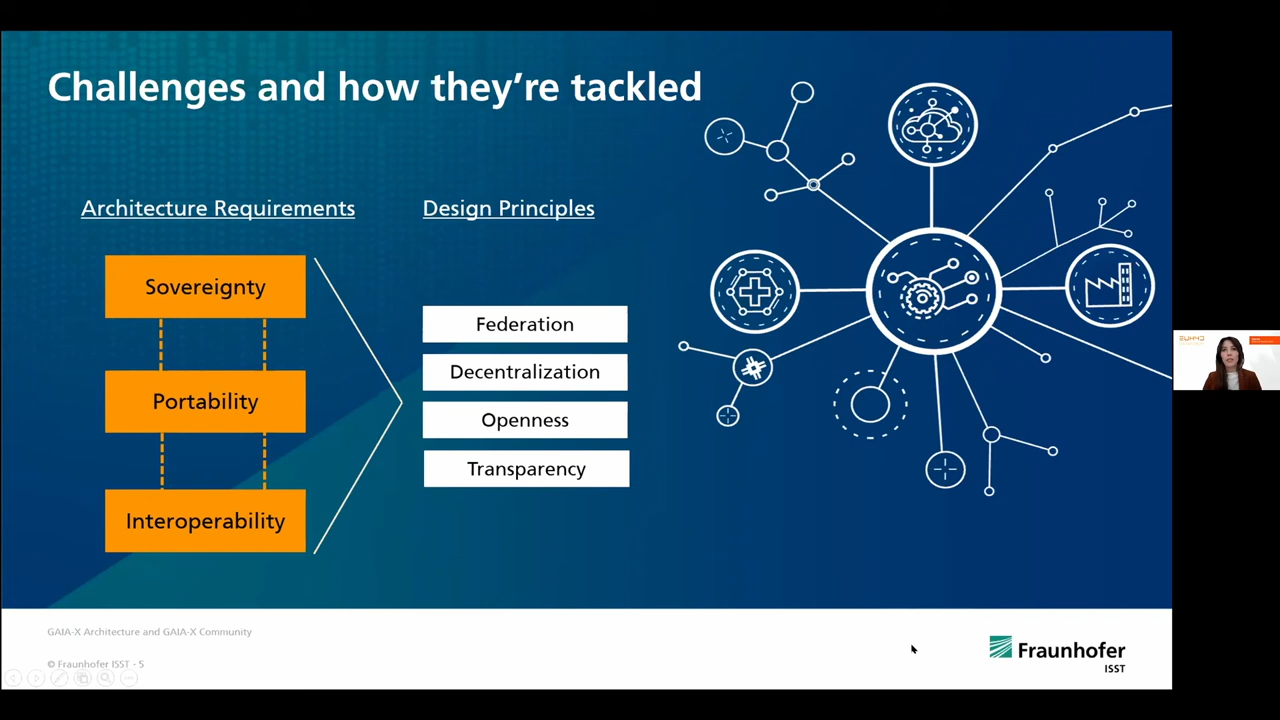 Challenges and how they're tackled
Architecture Requirements
Design Principles
Sovereignty
Portability
Interoperability
Federation
Decentralization
Openness
Transparency
GAIA-X Architecture and GAIA-X Community
© Fraunhofer ISST - 5
Fraunhofer
ISST